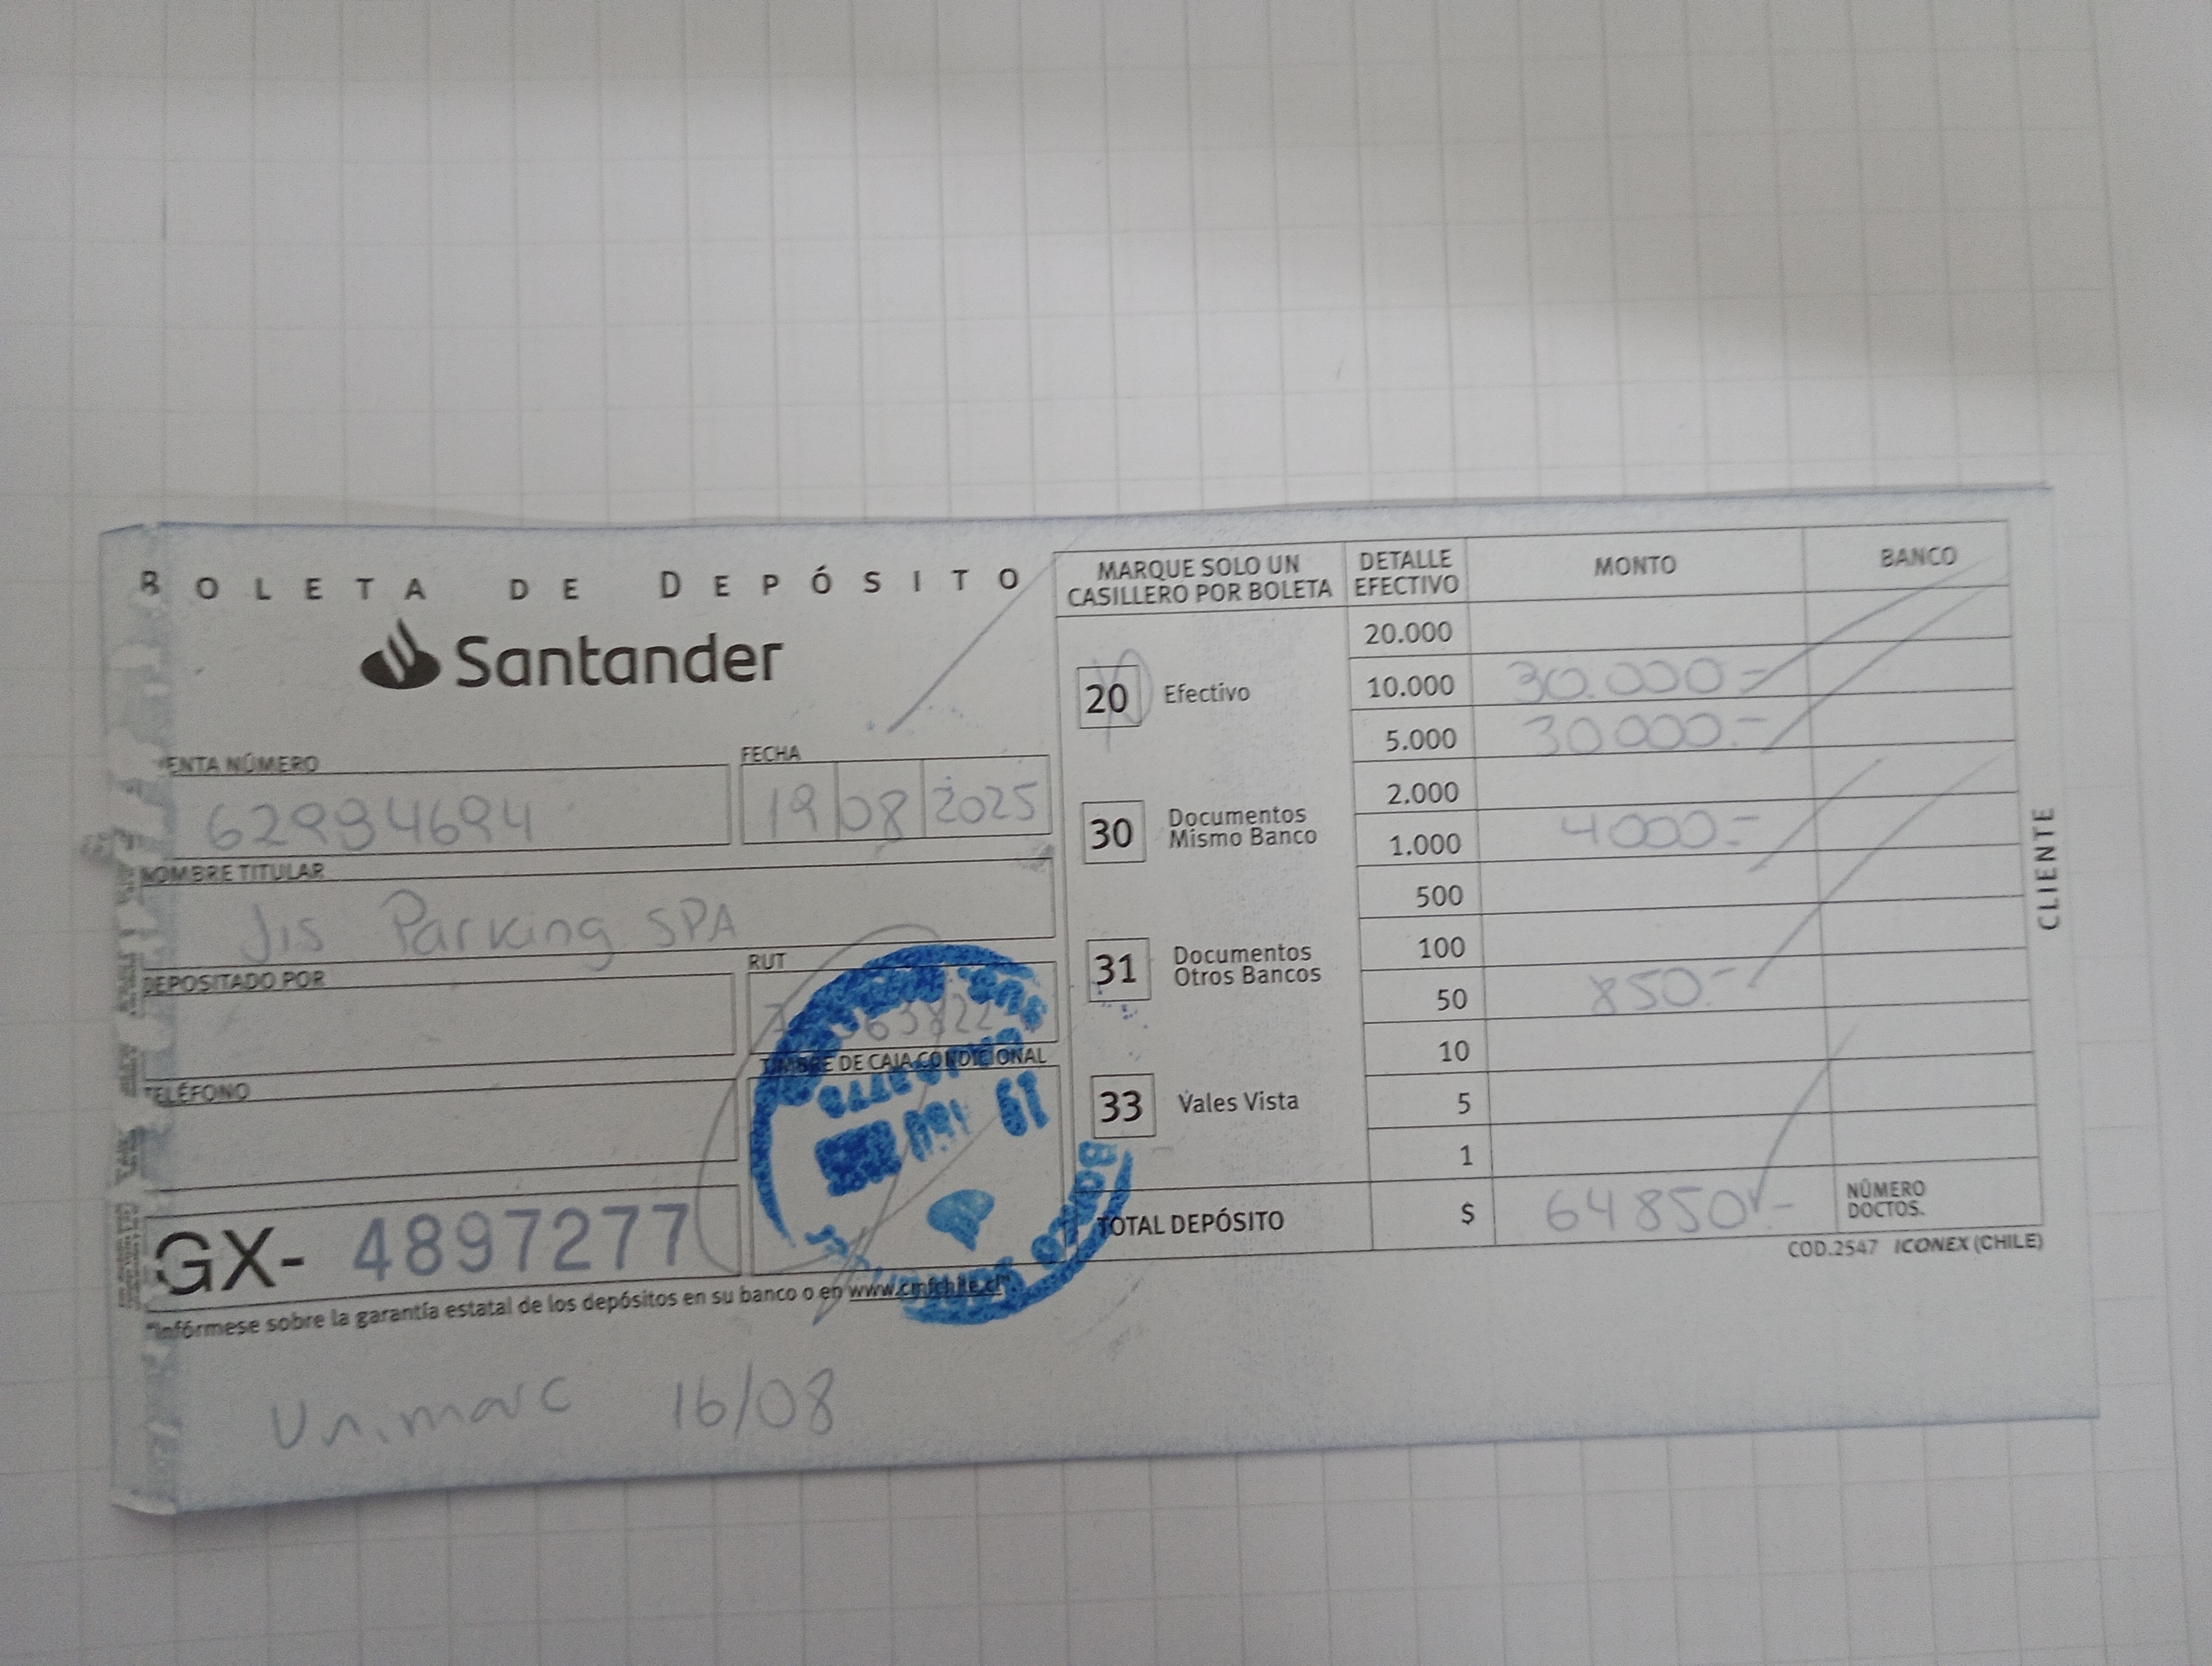 BOLETA DE DEPÓSITO
Santander
ENTA NÚMERO
62994694
FECHA
19 08 2025
NOMBRE TITULAR
Jis Parking SPA
DEPOSITADO POR
RUT
TIMBRE DE CAJA CONDICIONAL
TELÉFONO
GX- 4897277
"Infórmese sobre la garantía estatal de los depósitos en su banco o en www.cmfchile.cl"
Unimarc 16/08
MARQUE SOLO UN CASILLERO POR BOLETA
20 Efectivo
30 Documentos Mismo Banco
31 Documentos Otros Bancos
33 Vales Vista
DETALLE EFECTIVO MONTO BANCO
20.000
10.000 30.000.-
5.000 30000.-
2.000
1.000 4000.-
500
100
50 850.-
10
5
1
TOTAL DEPÓSITO $ 64850.-
NÚMERO DOCTOS.
COD.2547 ICONEX (CHILE)
CLIENTE